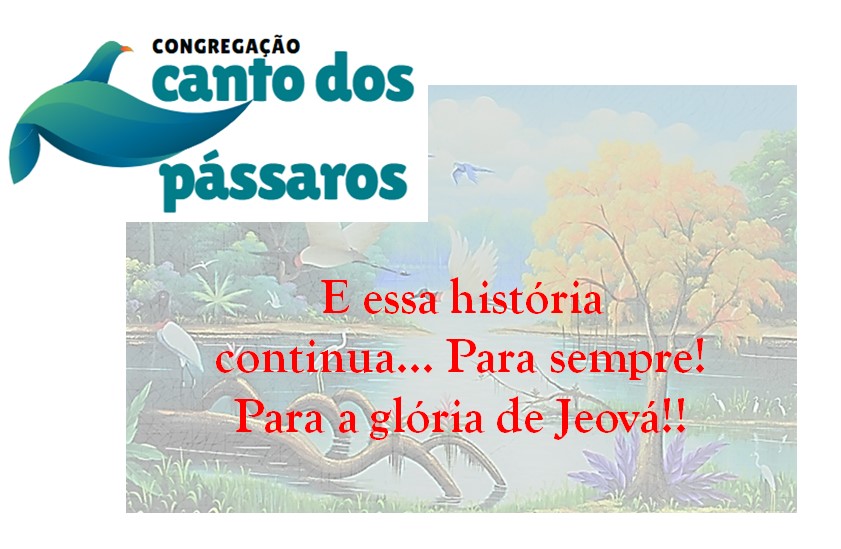 CONGREGAÇÃO
canto dos
pássaros
E essa história
continua... Para sempre!
Para a glória de Jeová!!